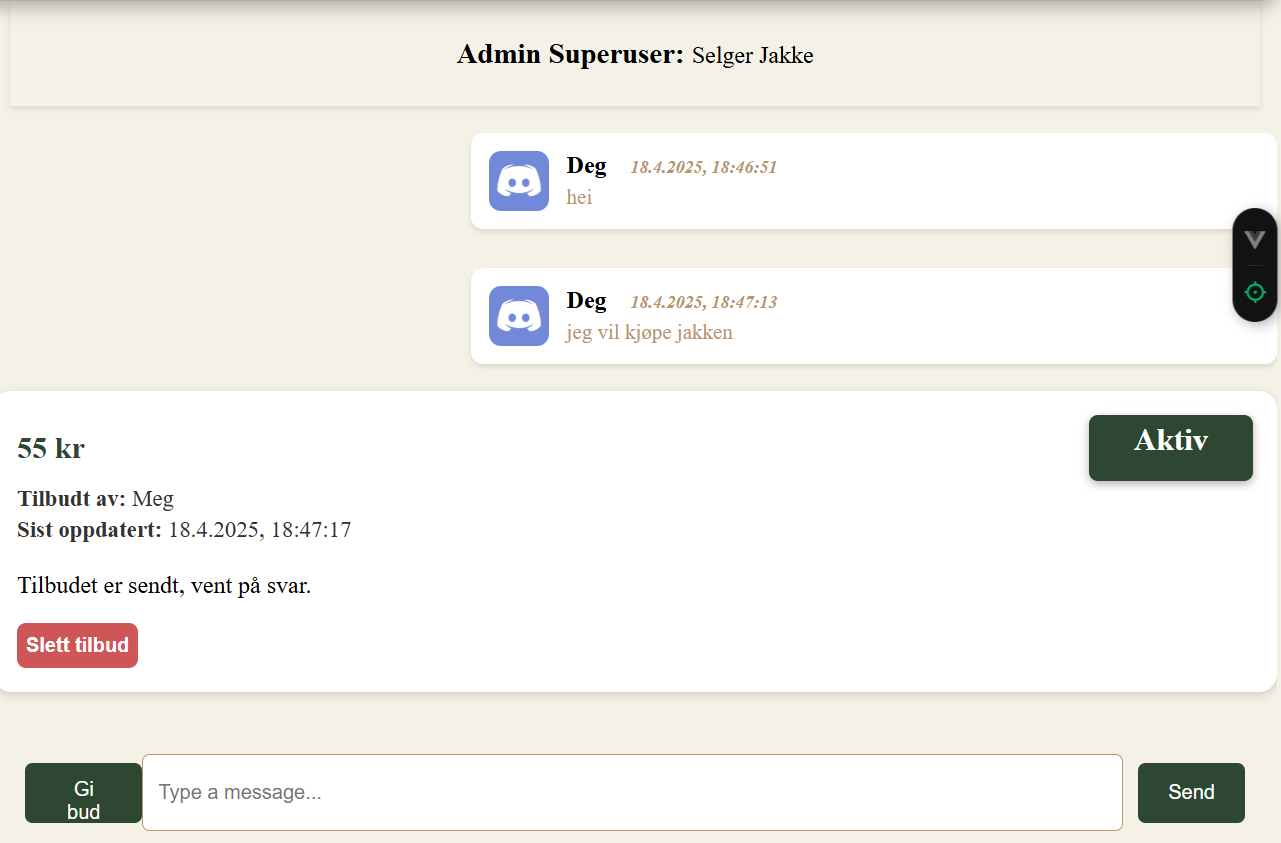 Admin Superuser: Selger Jakke
Deg 18.4.2025, 18:46:51
hei
Deg 18.4.2025, 18:47:13
jeg vil kjøpe jakken
55 kr
Aktiv
Tilbudt av: Meg
Sist oppdatert: 18.4.2025, 18:47:17
Tilbudet er sendt, vent på svar.
Slett tilbud
Gi
bud
Type a message...
Send